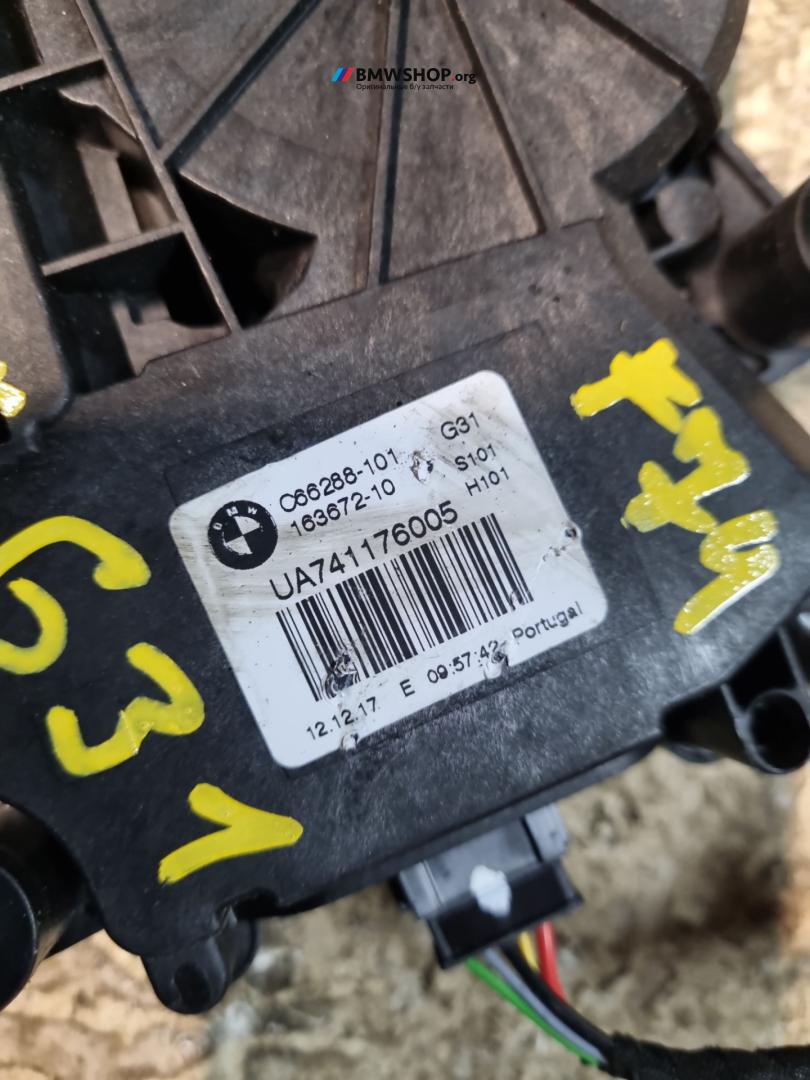 BMWSHOP.org
Оригинальные б/у запчасти
BMW
C66288-101 G31
163672-10 S101
H101
UA741176005
12.12.17 E 09:57:42 Portugal
G31